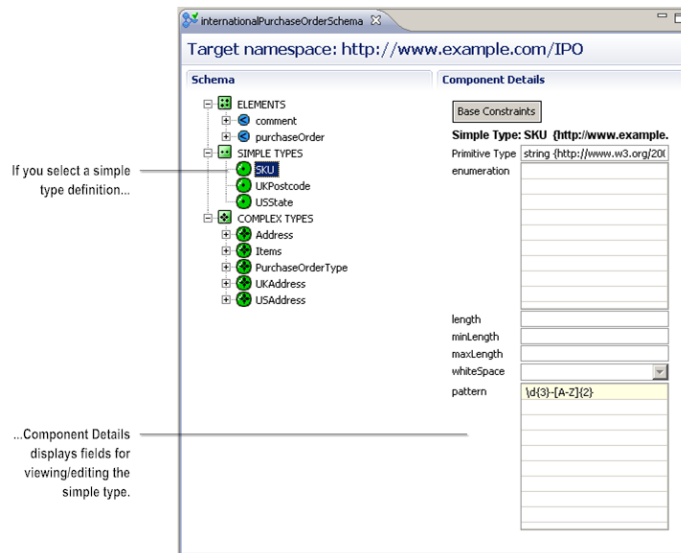 internationalPurchaseOrderSchema
Target namespace: http://www.example.com/IPO
Schema
Component Details
ELEMENTS
comment
purchaseOrder
SIMPLE TYPES
SKU
UKPostcode
USState
COMPLEX TYPES
Address
Items
PurchaseOrderType
UKAddress
USAddress
If you select a simple
type definition...
...Component Details
displays fields for
viewing/editing the
simple type.
Base Constraints
Simple Type: SKU {http://www.example.
Primitive Type string {http://www.w3.org/200
enumeration
length
minLength
maxLength
whiteSpace
pattern \d{3}-[A-Z]{2}